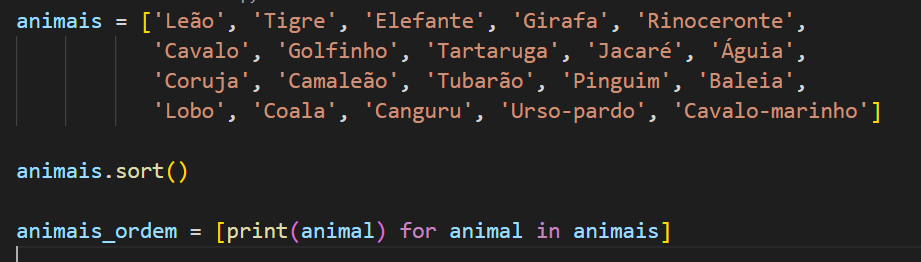 animais = ['Leão', 'Tigre', 'Elefante', 'Girafa', 'Rinoceronte',
'Cavalo', 'Golfinho', 'Tartaruga', 'Jacaré', 'Águia',
'Coruja', 'Camaleão', 'Tubarão', 'Pinguim', 'Baleia',
'Lobo', 'Coala', 'Canguru', 'Urso-pardo', 'Cavalo-marinho']
animais.sort()
animais_ordem = [print(animal) for animal in animais]